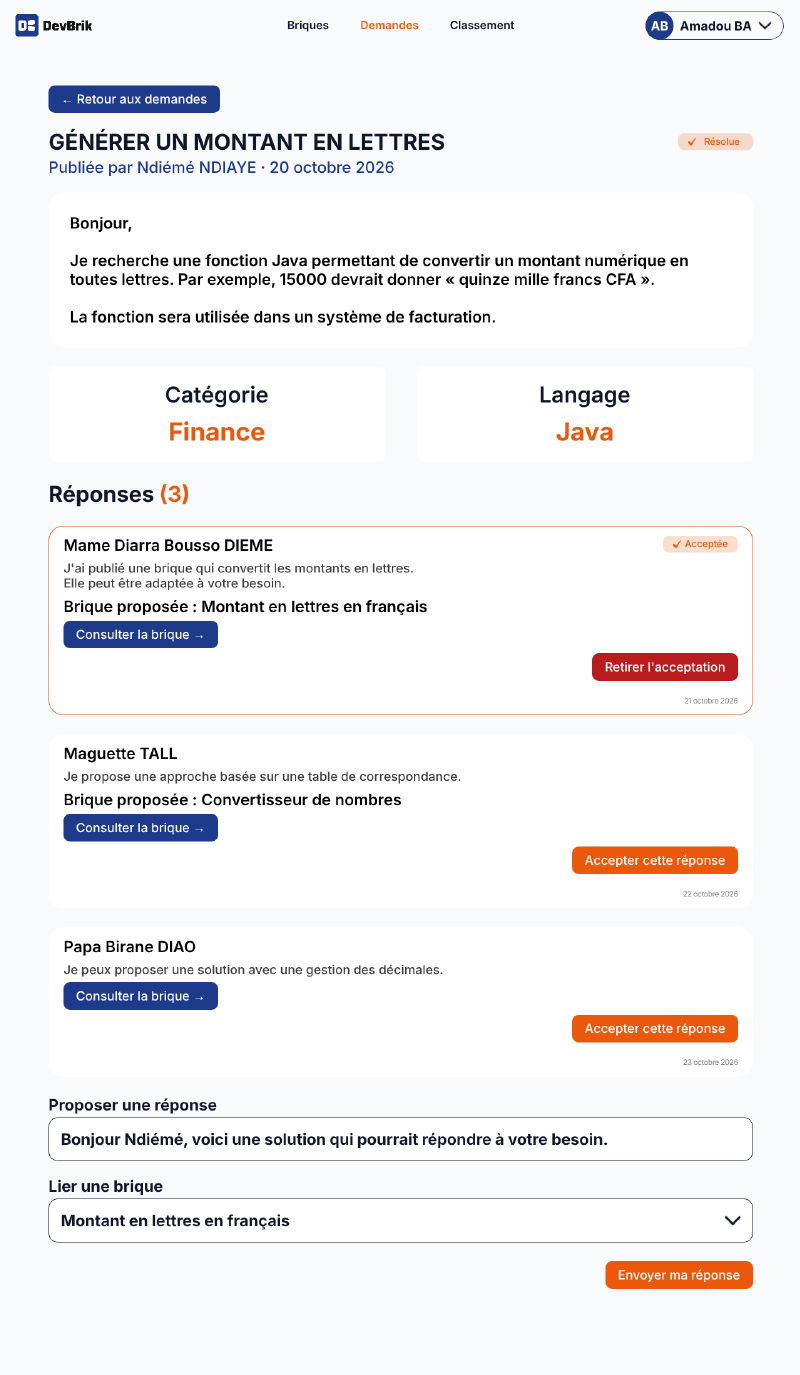 DB DevBrik Briques Demandes Classement AB Amadou BA
← Retour aux demandes
GÉNÉRER UN MONTANT EN LETTRES
✓ Résolue
Publiée par Ndiémé NDIAYE · 20 octobre 2026
Bonjour,
Je recherche une fonction Java permettant de convertir un montant numérique en
toutes lettres. Par exemple, 15000 devrait donner « quinze mille francs CFA ».
La fonction sera utilisée dans un système de facturation.
Catégorie
Finance
Langage
Java
Réponses (3)
Mame Diarra Bousso DIEME
✓ Acceptée
J'ai publié une brique qui convertit les montants en lettres.
Elle peut être adaptée à votre besoin.
Brique proposée : Montant en lettres en français
Consulter la brique →
Retirer l'acceptation
21 octobre 2026
Maguette TALL
Je propose une approche basée sur une table de correspondance.
Brique proposée : Convertisseur de nombres
Consulter la brique →
Accepter cette réponse
22 octobre 2026
Papa Birane DIAO
Je peux proposer une solution avec une gestion des décimales.
Consulter la brique →
Accepter cette réponse
23 octobre 2026
Proposer une réponse
Bonjour Ndiémé, voici une solution qui pourrait répondre à votre besoin.
Lier une brique
Montant en lettres en français
Envoyer ma réponse